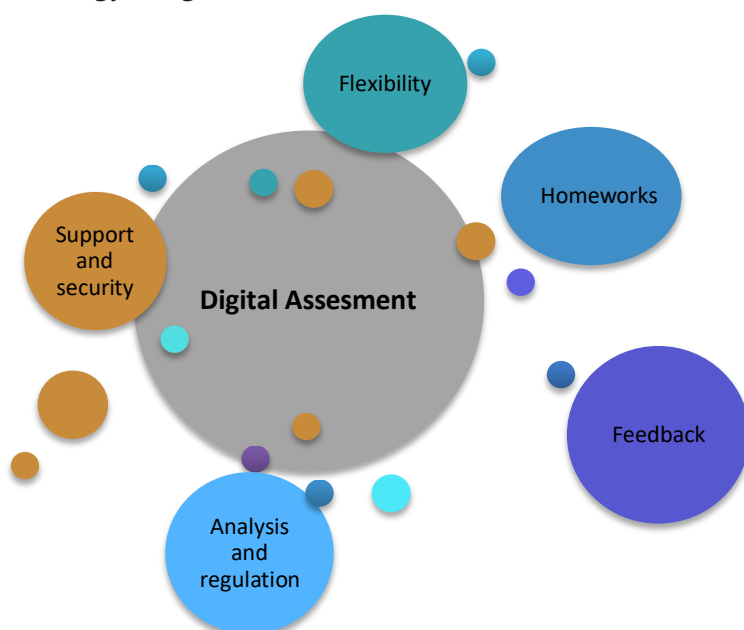 Flexibility
Homeworks
Support
and
security
Digital Assesment
Feedback
Analysis
and
regulation